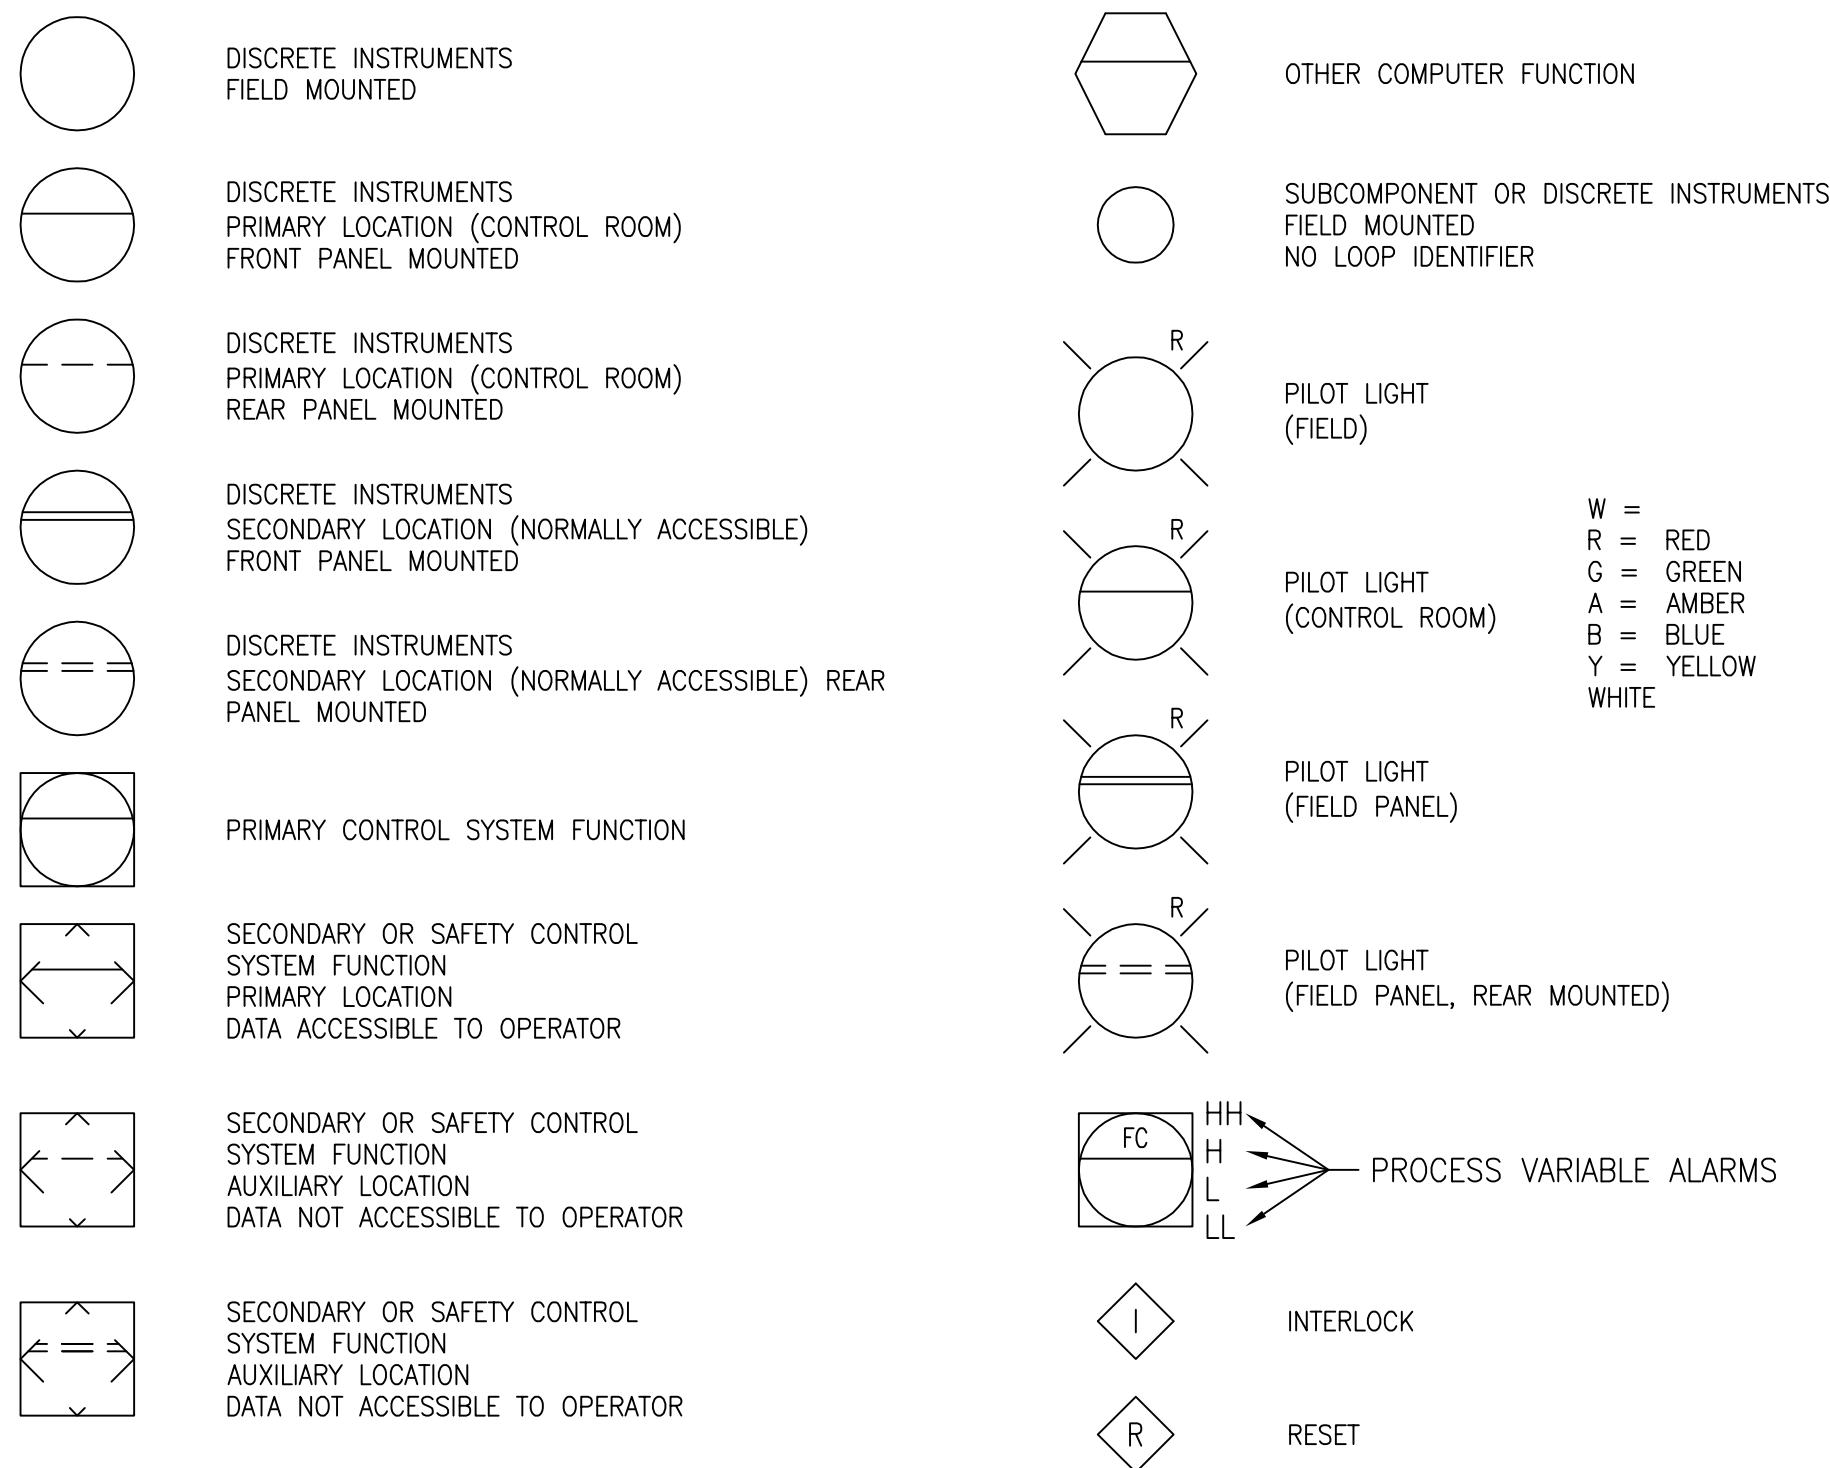 DISCRETE INSTRUMENTS
FIELD MOUNTED
DISCRETE INSTRUMENTS
PRIMARY LOCATION (CONTROL ROOM)
FRONT PANEL MOUNTED
DISCRETE INSTRUMENTS
PRIMARY LOCATION (CONTROL ROOM)
REAR PANEL MOUNTED
DISCRETE INSTRUMENTS
SECONDARY LOCATION (NORMALLY ACCESSIBLE)
FRONT PANEL MOUNTED
DISCRETE INSTRUMENTS
SECONDARY LOCATION (NORMALLY ACCESSIBLE) REAR
PANEL MOUNTED
PRIMARY CONTROL SYSTEM FUNCTION
SECONDARY OR SAFETY CONTROL
SYSTEM FUNCTION
PRIMARY LOCATION
DATA ACCESSIBLE TO OPERATOR
SECONDARY OR SAFETY CONTROL
SYSTEM FUNCTION
AUXILIARY LOCATION
DATA NOT ACCESSIBLE TO OPERATOR
SECONDARY OR SAFETY CONTROL
SYSTEM FUNCTION
AUXILIARY LOCATION
DATA NOT ACCESSIBLE TO OPERATOR
OTHER COMPUTER FUNCTION
SUBCOMPONENT OR DISCRETE INSTRUMENTS
FIELD MOUNTED
NO LOOP IDENTIFIER
R
PILOT LIGHT
(FIELD)
R
PILOT LIGHT
(CONTROL ROOM)
W =
R = RED
G = GREEN
A = AMBER
B = BLUE
Y = YELLOW
WHITE
R
PILOT LIGHT
(FIELD PANEL)
R
PILOT LIGHT
(FIELD PANEL, REAR MOUNTED)
FC
HH
H
L
LL
PROCESS VARIABLE ALARMS
I
INTERLOCK
R
RESET